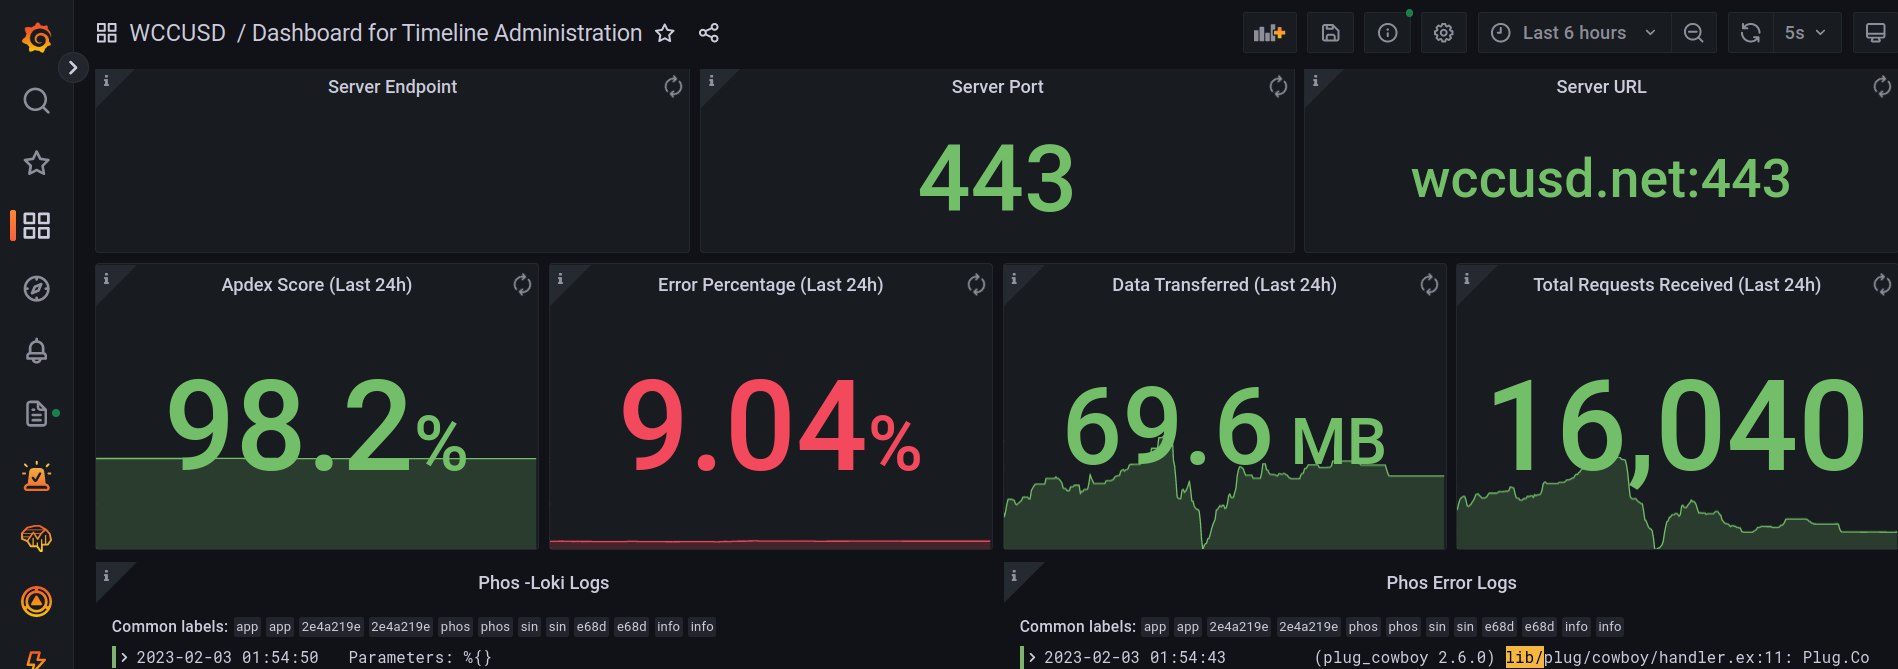 WCCUSD / Dashboard for Timeline Administration
Last 6 hours
5s
Server Endpoint
Server Port
Server URL
443
wccusd.net:443
Apdex Score (Last 24h)
Error Percentage (Last 24h)
Data Transferred (Last 24h)
Total Requests Received (Last 24h)
98.2%
9.04%
69.6 MB
16,040
Phos -Loki Logs
Phos Error Logs
Common labels: app app 2e4a219e 2e4a219e phos phos sin sin e68d e68d info info
Common labels: app app 2e4a219e 2e4a219e phos phos sin sin e68d e68d info info
2023-02-03 01:54:50 Parameters: %{}
2023-02-03 01:54:43 (plug_cowboy 2.6.0) lib/plug/cowboy/handler.ex:11: Plug.Co